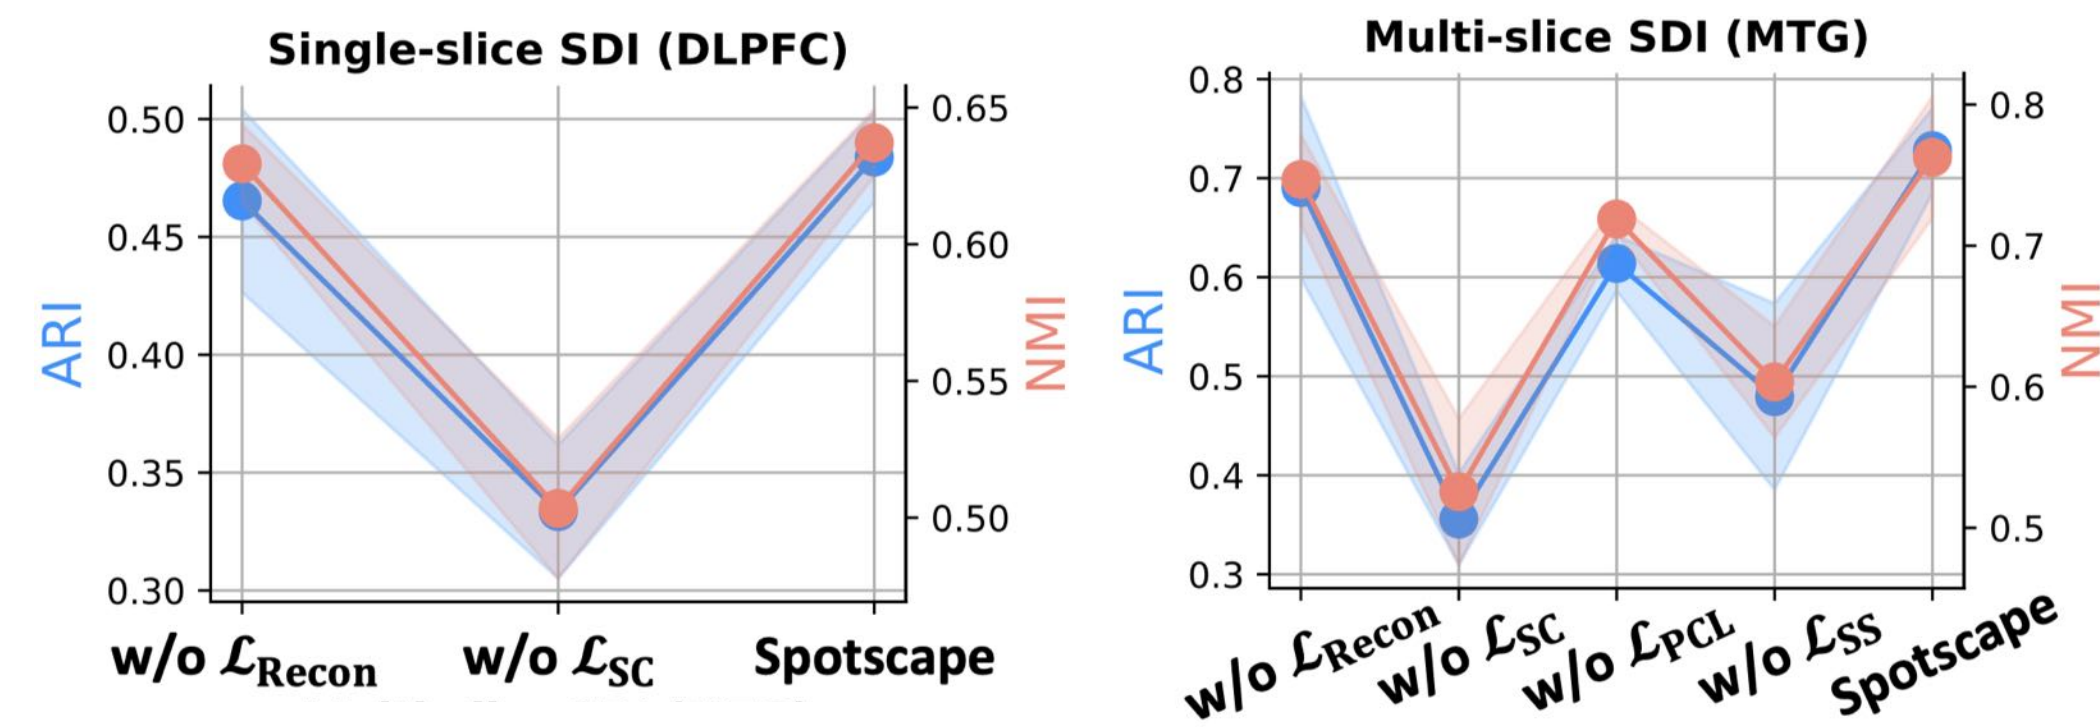 Single-slice SDI (DLPFC)
0.50
0.45
0.40
0.35
0.30
ARI
0.65
0.60
0.55
0.50
NMI
w/o ℒRecon
w/o ℒSC
Spotscape
Multi-slice SDI (MTG)
0.8
0.7
0.6
0.5
0.4
0.3
ARI
0.8
0.7
0.6
0.5
NMI
w/o ℒRecon
w/o ℒSC
w/o ℒPCL
w/o ℒSS
Spotscape